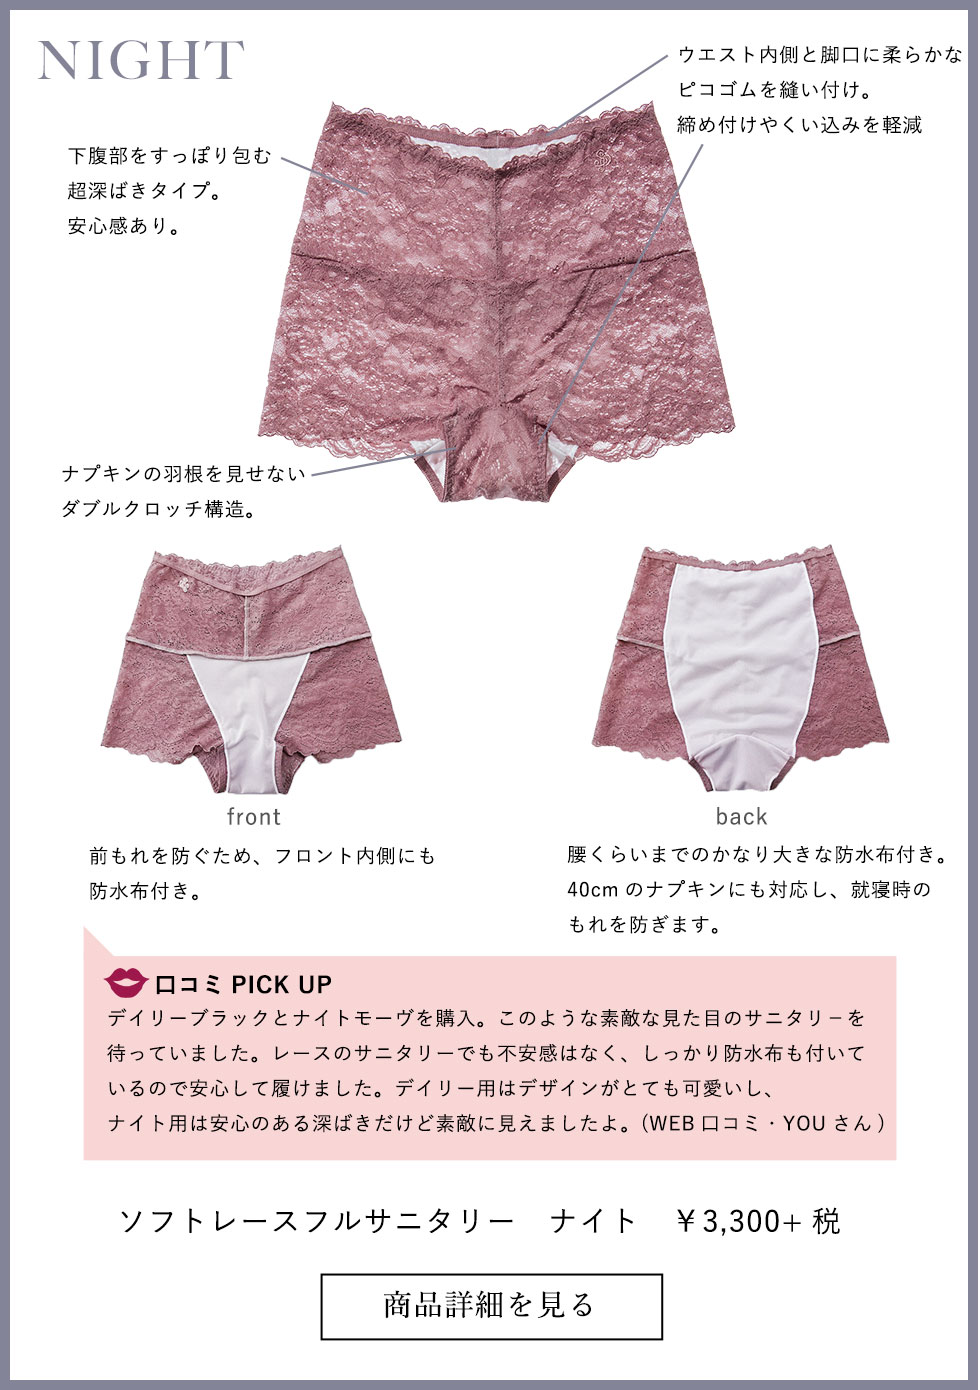 NIGHT
ウエスト内側と脚口に柔らかな
ピコゴムを縫い付け。
締め付けやくい込みを軽減
下腹部をすっぽり包む
超深ばきタイプ。
安心感あり。
ナプキンの羽根を見せない
ダブルクロッチ構造。
front
前もれを防ぐため、フロント内側にも
防水布付き。
back
腰くらいまでのかなり大きな防水布付き。
40cm のナプキンにも対応し、就寝時の
もれを防ぎます。
口コミ PICK UP
デイリーブラックとナイトモーヴを購入。このような素敵な見た目のサニタリ－を
待っていました。レースのサニタリーでも不安感はなく、しっかり防水布も付いて
いるので安心して履けました。デイリー用はデザインがとても可愛いし、
ナイト用は安心のある深ばきだけど素敵に見えましたよ。(WEB 口コミ・YOU さん )
ソフトレースフルサニタリー　ナイト　￥3,300+ 税
商品詳細を見る